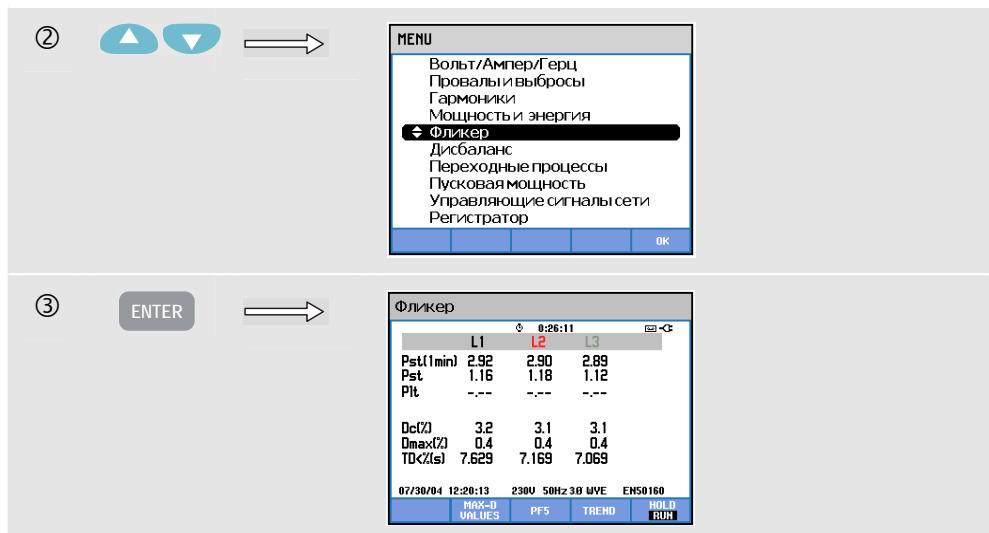 ②
MENU
Вольт/Ампер/Герц
Провалы и выбросы
Гармоники
Мощность и энергия
Фликер
Дисбаланс
Переходные процессы
Пусковая мощность
Управляющие сигналы сети
Регистратор
OK
③ ENTER
Фликер
0:26:11
L1 L2 L3
Pst(1min) 2.92 2.90 2.89
Pst 1.16 1.18 1.12
Plt -.-- -.-- -.--
Dc(%) 3.2 3.1 3.1
Dmax(%) 0.4 0.4 0.4
TD<%(s) 7.629 7.169 7.069
07/30/04 12:20:13 230V 50Hz 3Ø WYE EN50160
MAX-D VALUES PF5 TREND HOLD RUN